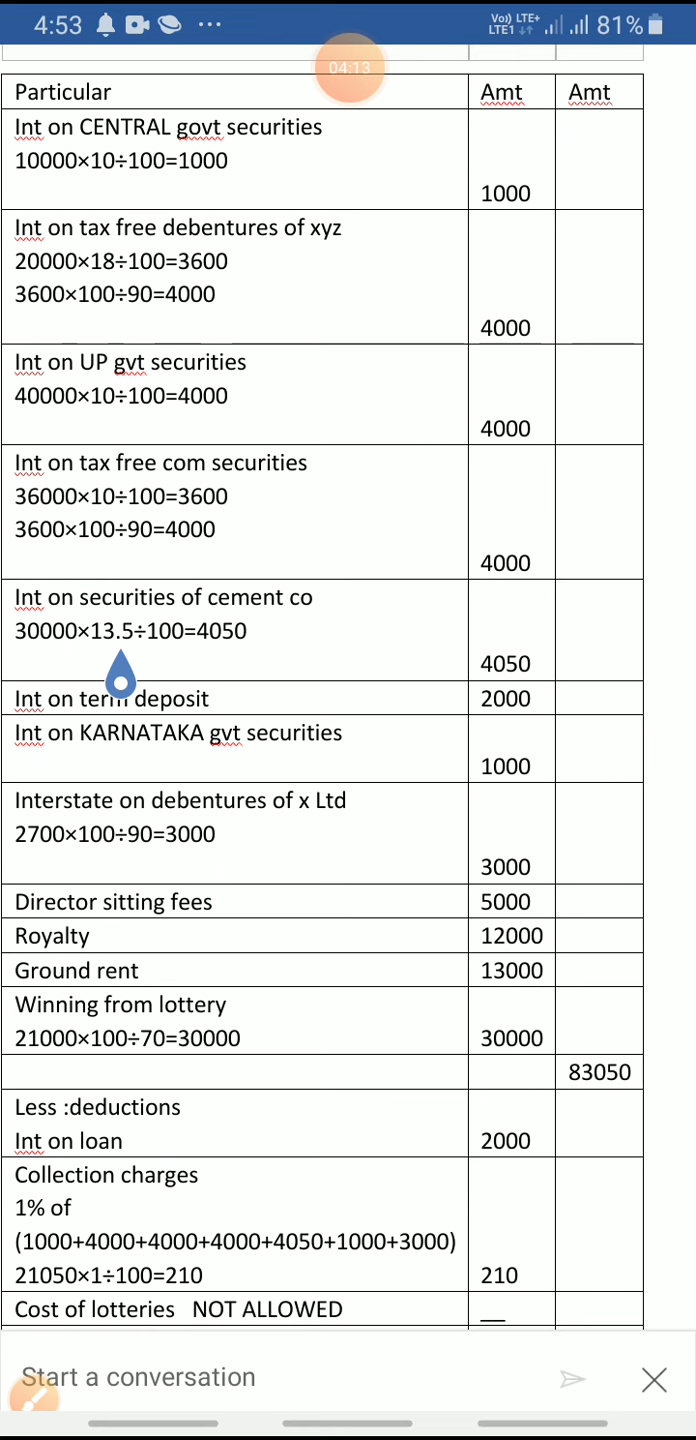 4:53
Vo) LTE+
LTE1
81%
04:13
Particular Amt Amt
Int on CENTRAL govt securities
10000×10÷100=1000
1000
Int on tax free debentures of xyz
20000×18÷100=3600
3600×100÷90=4000
4000
Int on UP gvt securities
40000×10÷100=4000
4000
Int on tax free com securities
36000×10÷100=3600
3600×100÷90=4000
4000
Int on securities of cement co
30000×13.5÷100=4050
4050
Int on term deposit 2000
Int on KARNATAKA gvt securities
1000
Interstate on debentures of x Ltd
2700×100÷90=3000
3000
Director sitting fees 5000
Royalty 12000
Ground rent 13000
Winning from lottery
21000×100÷70=30000 30000
83050
Less :deductions
Int on loan 2000
Collection charges
1% of
(1000+4000+4000+4000+4050+1000+3000)
21050×1÷100=210 210
Cost of lotteries NOT ALLOWED __
Start a conversation